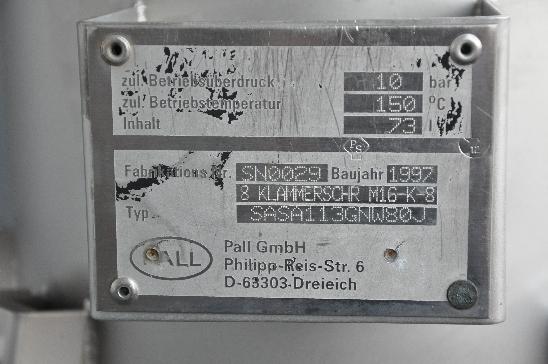 zul. Betriebsüberdruck 10 bar
zul. Betriebstemperatur 150 °C
Inhalt 73 l
Fabrikations Nr. SN0029 Baujahr 1997
8 KLAMMERSCHR M16-K-8
Typ. SASA113GNW80J
PALL
Pall GmbH
Philipp-Reis-Str. 6
D-63303-Dreieich